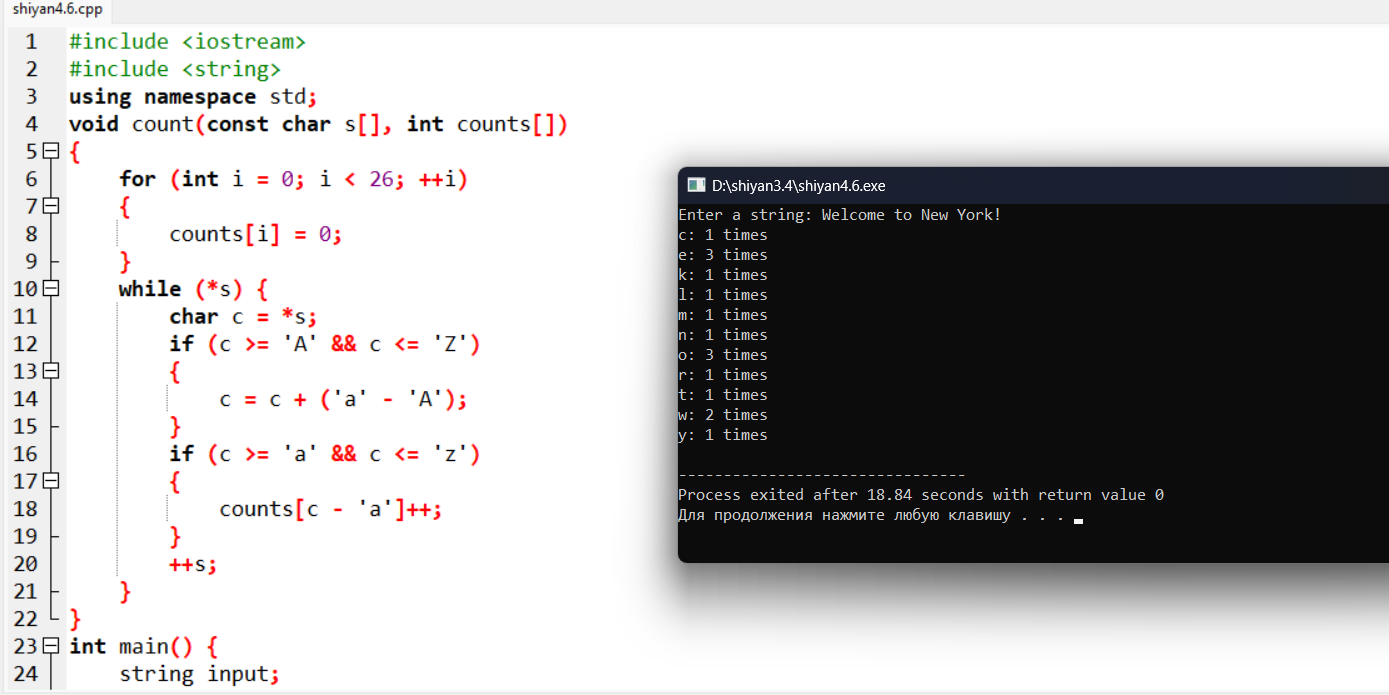 shiyan4.6.cpp
1 #include <iostream>
2 #include <string>
3 using namespace std;
4 void count(const char s[], int counts[])
5 {
6 for (int i = 0; i < 26; ++i)
7 {
8 counts[i] = 0;
9 }
10 while (*s) {
11 char c = *s;
12 if (c >= 'A' && c <= 'Z')
13 {
14 c = c + ('a' - 'A');
15 }
16 if (c >= 'a' && c <= 'z')
17 {
18 counts[c - 'a']++;
19 }
20 ++s;
21 }
22 }
23 int main() {
24 string input;
D:\shiyan3.4\shiyan4.6.exe
Enter a string: Welcome to New York!
c: 1 times
e: 3 times
k: 1 times
l: 1 times
m: 1 times
n: 1 times
o: 3 times
r: 1 times
t: 1 times
w: 2 times
y: 1 times
--------------------------------
Process exited after 18.84 seconds with return value 0
Для продолжения нажмите любую клавишу . . .